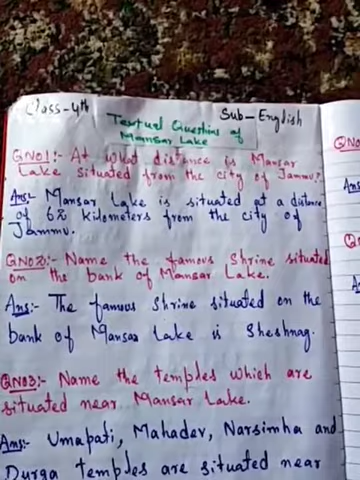 Class-4th
Sub-English
Textual Questions of
Mansar Lake
QNO1:- At what distance is Mansar
Lake situated from the city of Jammu?
Ans:- Mansar Lake is situated at a distance
of 62 kilometers from the city of
Jammu.
QNO2:- Name the famous Shrine situated
on the bank of Mansar Lake.
Ans:- The famous shrine situated on the
bank of Mansar Lake is Sheshnag.
QNO3:- Name the temples which are
situated near Mansar Lake.
Ans:- Umapati, Mahadev, Narsimha and
Durga temples are situated near